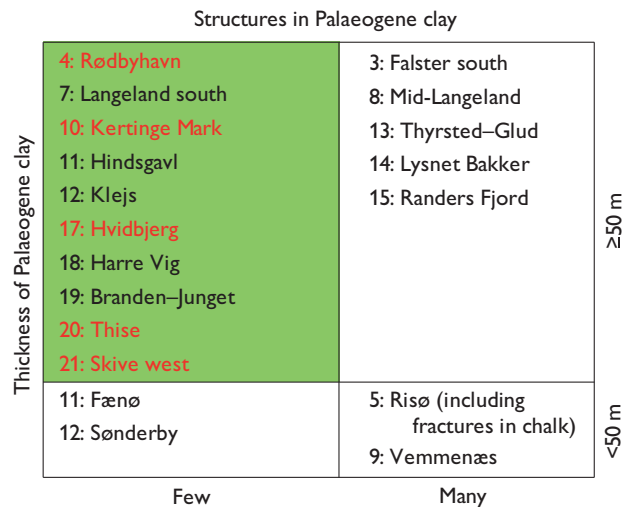 Structures in Palaeogene clay
Thickness of Palaeogene clay
4: Rødbyhavn
7: Langeland south
10: Kertinge Mark
11: Hindsgavl
12: Klejs
17: Hvidbjerg
18: Harre Vig
19: Branden–Junget
20: Thise
21: Skive west
3: Falster south
8: Mid-Langeland
13: Thyrsted–Glud
14: Lysnet Bakker
15: Randers Fjord
≥50 m
11: Fænø
12: Sønderby
5: Risø (including
fractures in chalk)
9: Vemmenæs
<50 m
Few
Many